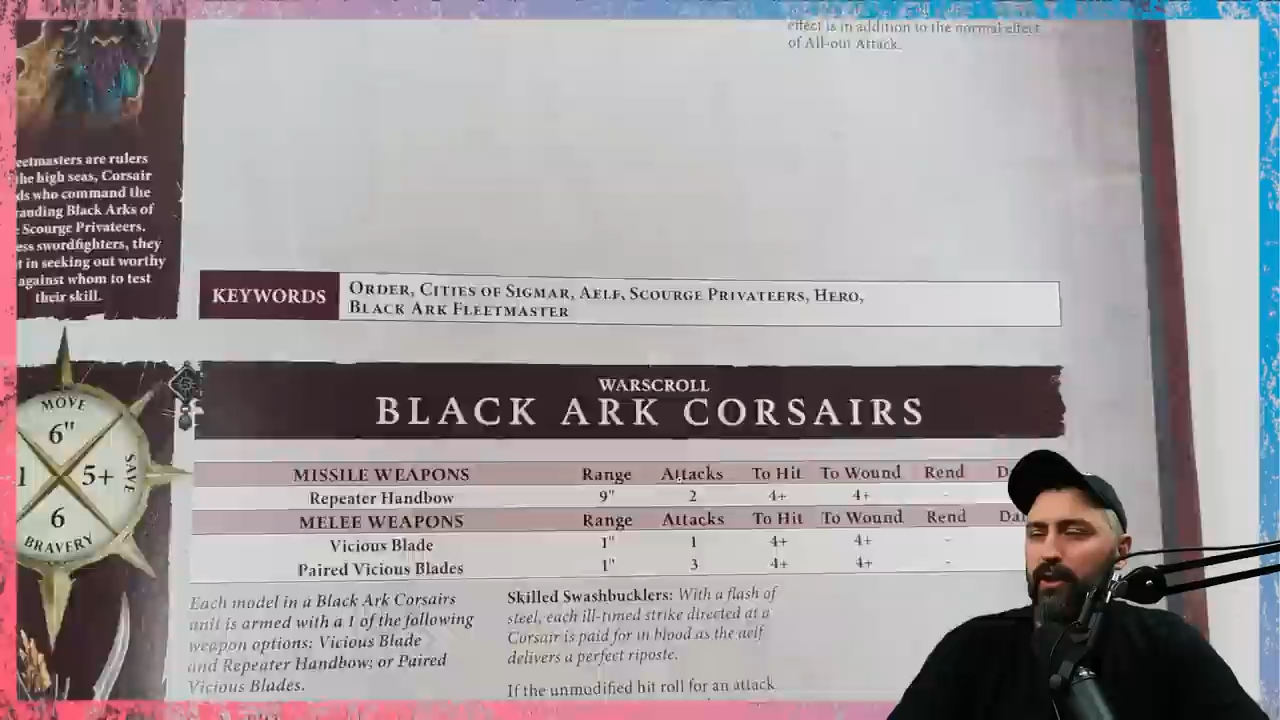 effect is in addition to the normal effect
of All-out Attack.
eetmasters are rulers
the high seas, Corsair
ds who command the
Black Arks of
Scourge Privateers.
ess swordfighters, they
t in seeking out worthy
against whom to test
their skill.
KEYWORDS
Order, Cities of Sigmar, Aelf, Scourge Privateers, Hero,
Black Ark Fleetmaster
WARSCROLL
BLACK ARK CORSAIRS
MOVE
6"
1 5+ SAVE
6
BRAVERY
MISSILE WEAPONS Range Attacks To Hit To Wound Rend
Repeater Handbow 9" 2 4+ 4+ -
MELEE WEAPONS Range Attacks To Hit To Wound Rend
Vicious Blade 1" 1 4+ 4+ -
Paired Vicious Blades 1" 3 4+ 4+ -
Each model in a Black Ark Corsairs
unit is armed with a 1 of the following
weapon options: Vicious Blade
and Repeater Handbow; or Paired
Vicious Blades.
Skilled Swashbucklers: With a flash of
steel, each ill-timed strike directed at a
Corsair is paid for in blood as the aelf
delivers a perfect riposte.
If the unmodified hit roll for an attack